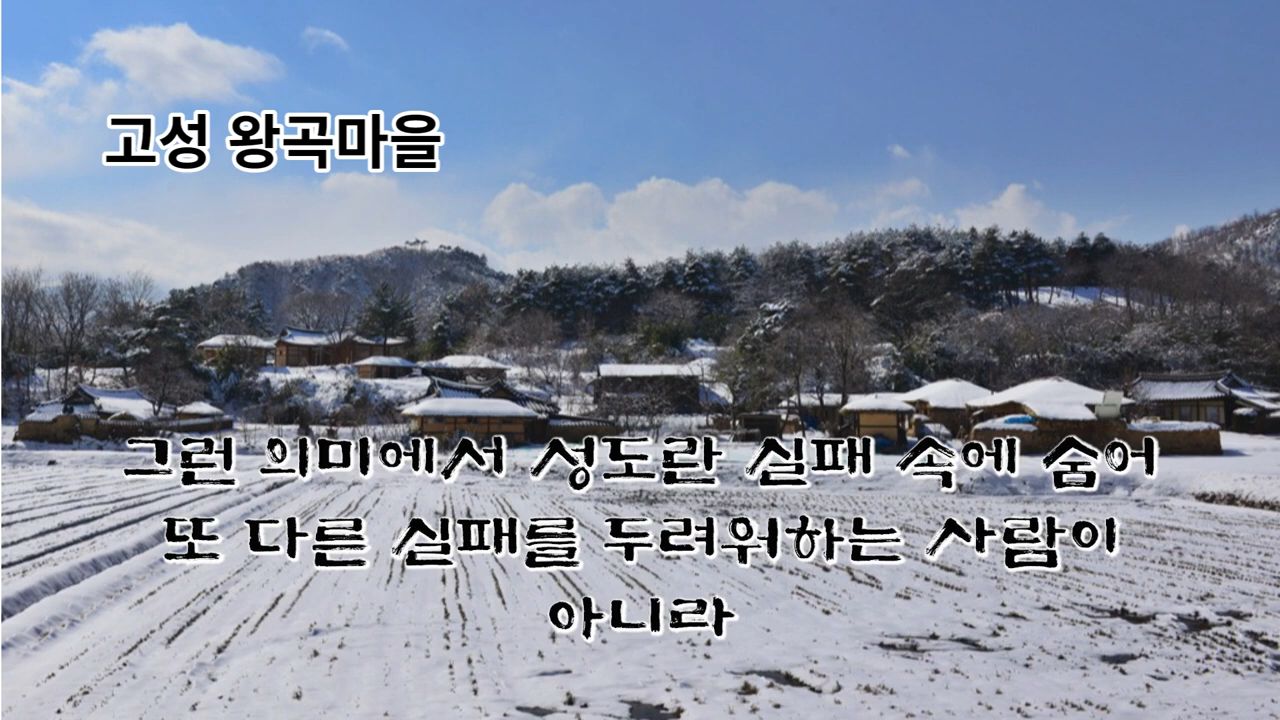 고성 왕곡마을
그런 의미에서 성도란 실패 속에 숨어
또 다른 실패를 두려워하는 사람이
아니라